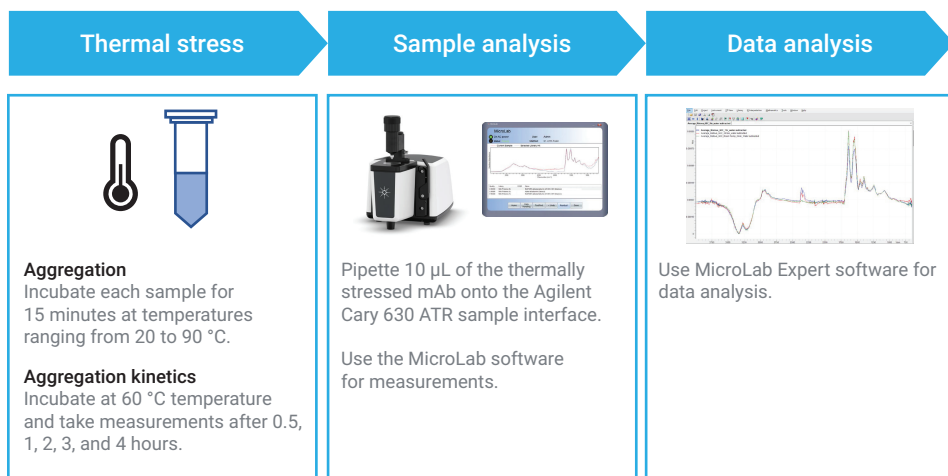 Thermal stress
Sample analysis
Data analysis
Aggregation
Incubate each sample for
15 minutes at temperatures
ranging from 20 to 90 °C.
Aggregation kinetics
Incubate at 60 °C temperature
and take measurements after 0.5,
1, 2, 3, and 4 hours.
MicroLab
Pipette 10 µL of the thermally
stressed mAb onto the Agilent
Cary 630 ATR sample interface.
Use the MicroLab software
for measurements.
Use MicroLab Expert software for
data analysis.